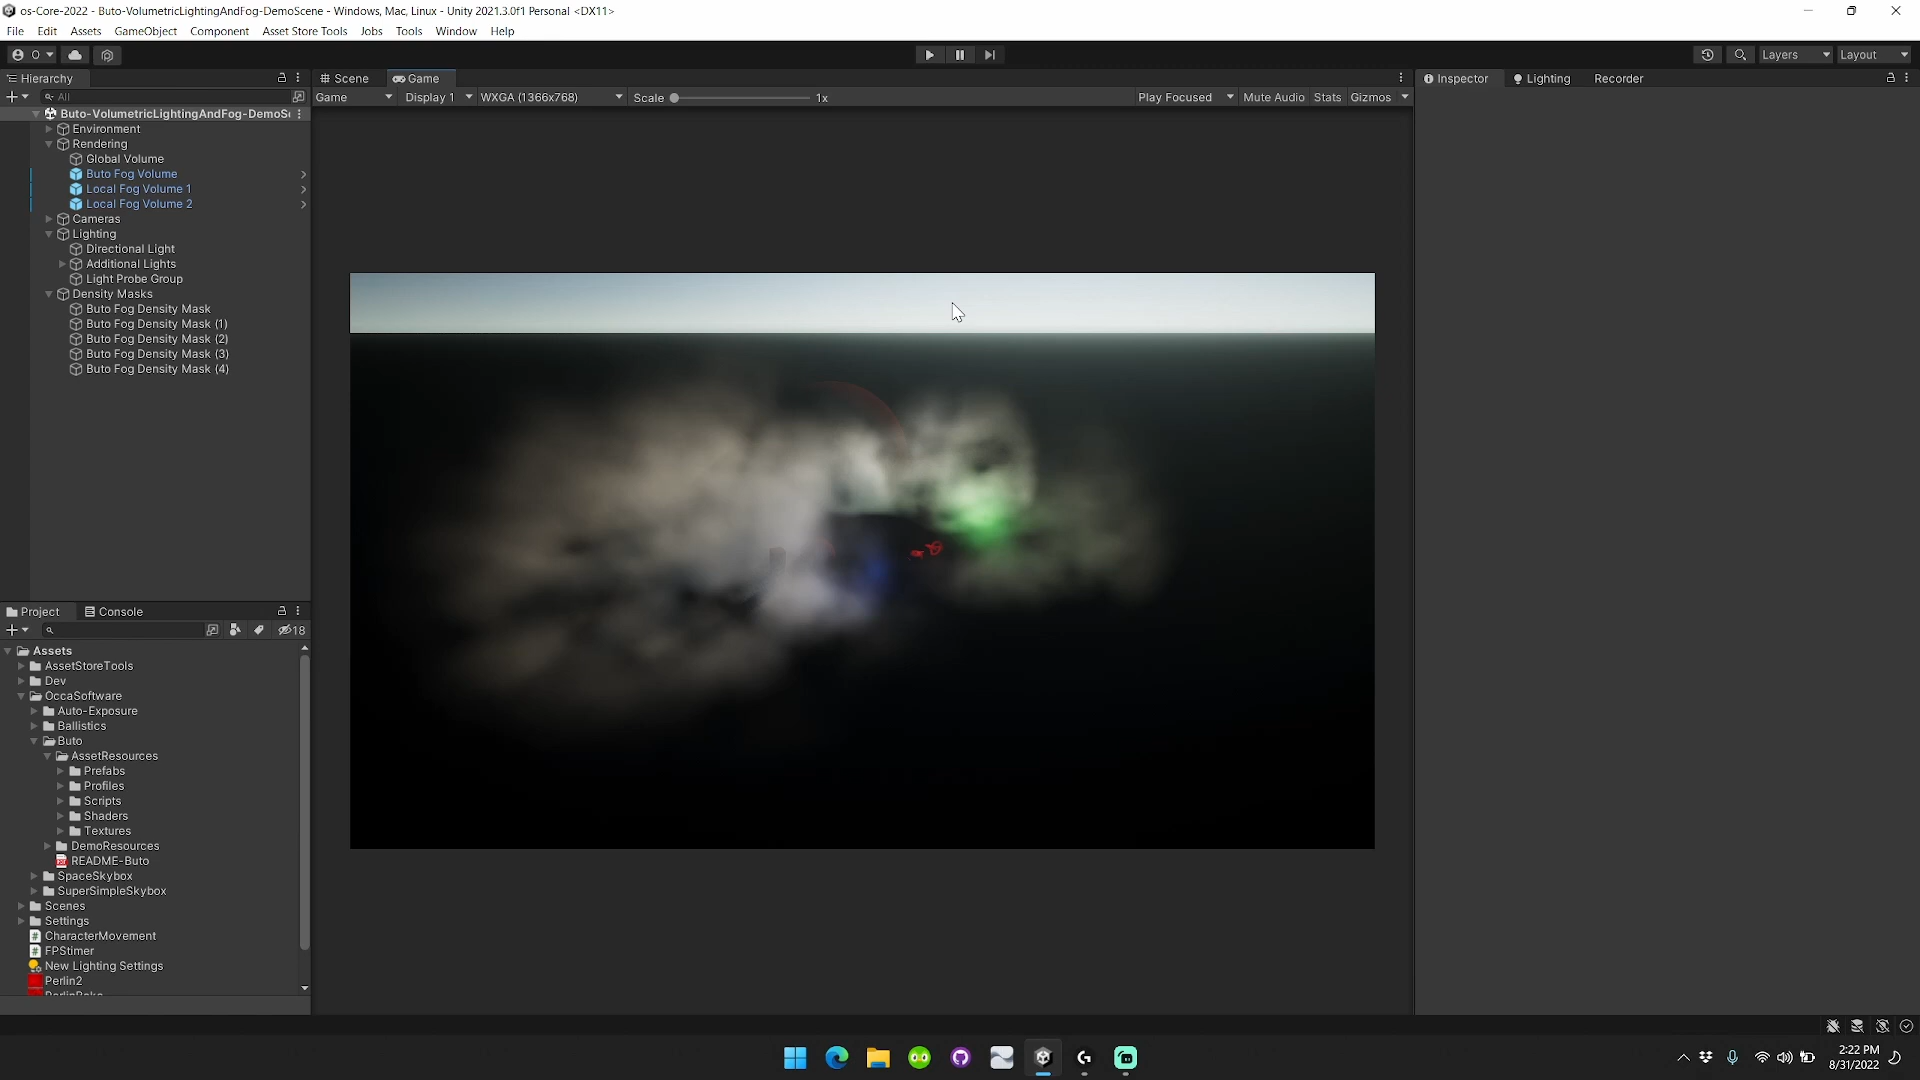 os-Core-2022 - Buto-VolumetricLightingAndFog-DemoScene - Windows, Mac, Linux - Unity 2021.3.0f1 Personal <DX11>
File Edit Assets GameObject Component Asset Store Tools Jobs Tools Window Help
O
Layers Layout
Hierarchy
Scene Game
Inspector Lighting Recorder
All
Game Display 1 WXGA (1366x768) Scale 1x Play Focused Mute Audio Stats Gizmos
Buto-VolumetricLightingAndFog-DemoSc
Environment
Rendering
Global Volume
Buto Fog Volume
Local Fog Volume 1
Local Fog Volume 2
Cameras
Lighting
Directional Light
Additional Lights
Light Probe Group
Density Masks
Buto Fog Density Mask
Buto Fog Density Mask (1)
Buto Fog Density Mask (2)
Buto Fog Density Mask (3)
Buto Fog Density Mask (4)
Project Console
18
Assets
AssetStoreTools
Dev
OccaSoftware
Auto-Exposure
Ballistics
Buto
AssetResources
Prefabs
Profiles
Scripts
Shaders
Textures
DemoResources
README-Buto
SpaceSkybox
SuperSimpleSkybox
Scenes
Settings
CharacterMovement
FPStimer
New Lighting Settings
Perlin2
2:22 PM
8/31/2022